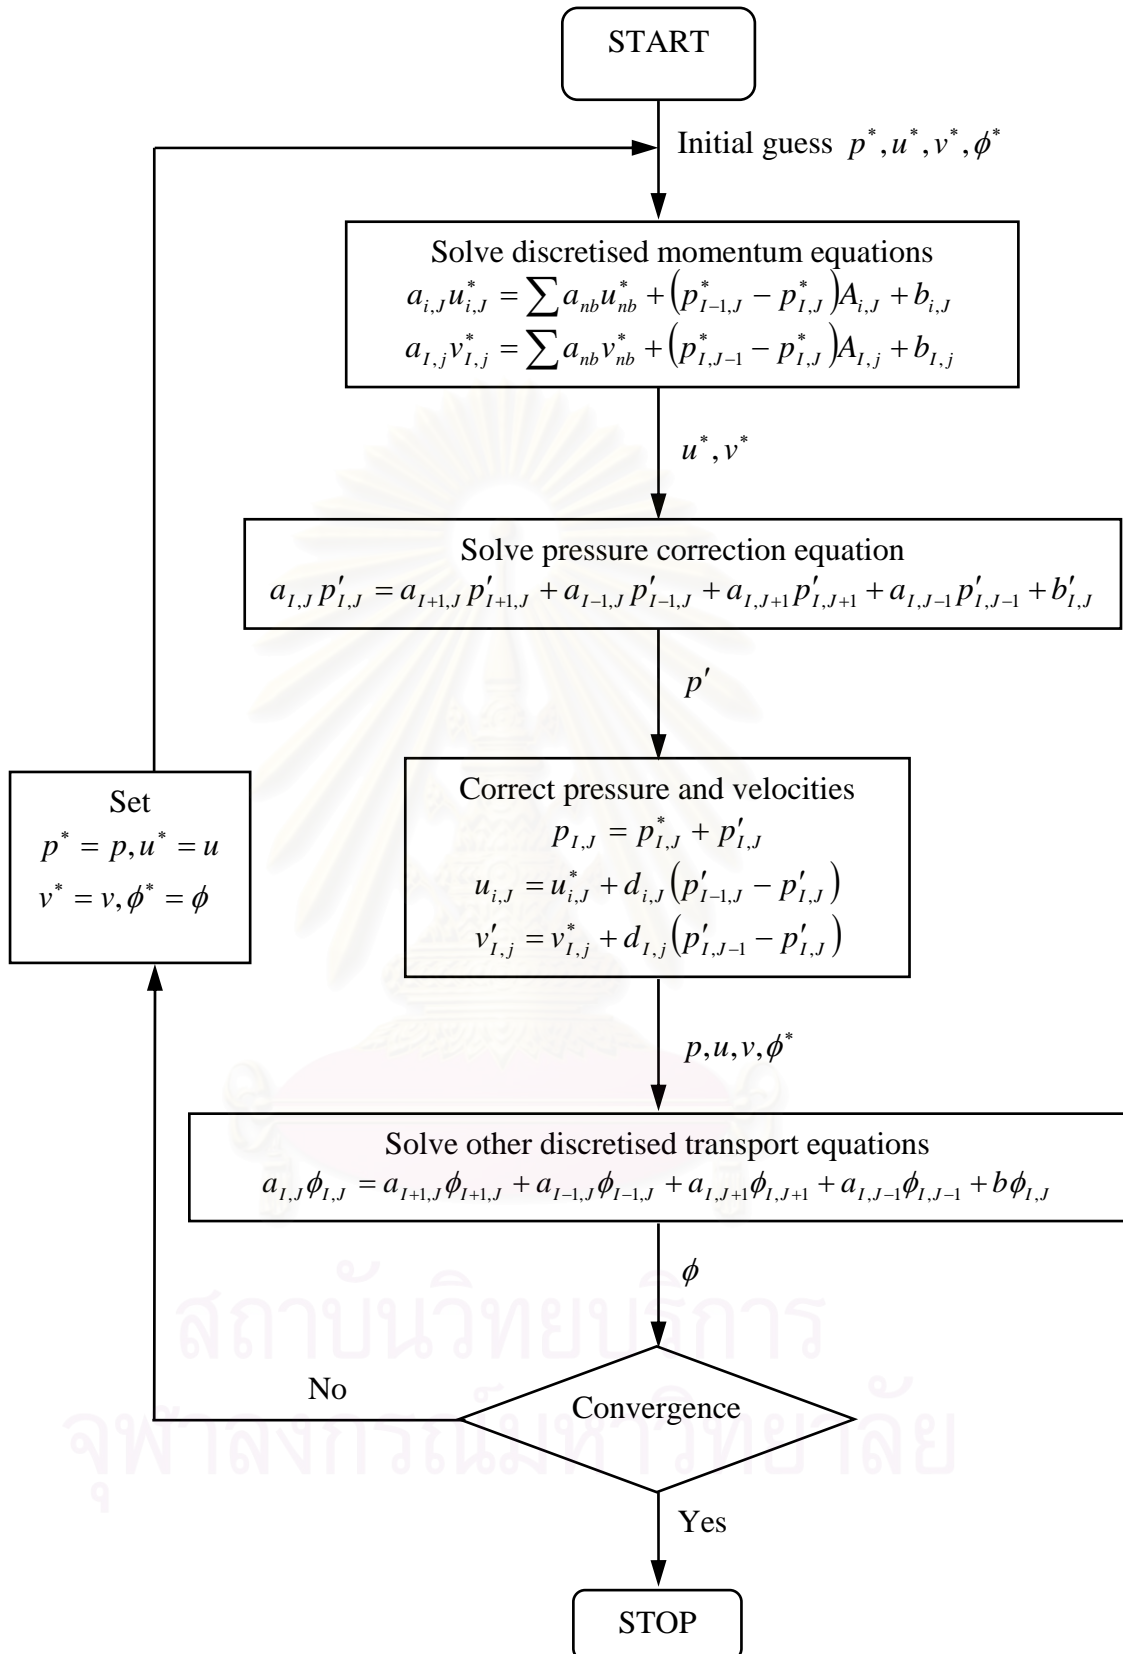 START
Initial guess p*, u*, v*, ϕ*
Solve discretised momentum equations
a_{i,J} u*_{i,J} = ∑ a_{nb} u*_{nb} + (p*_{I−1,J} − p*_{I,J}) A_{i,J} + b_{i,J}
a_{I,j} v*_{I,j} = ∑ a_{nb} v*_{nb} + (p*_{I,J−1} − p*_{I,J}) A_{I,j} + b_{I,j}
u*, v*
Solve pressure correction equation
a_{I,J} p′_{I,J} = a_{I+1,J} p′_{I+1,J} + a_{I−1,J} p′_{I−1,J} + a_{I,J+1} p′_{I,J+1} + a_{I,J−1} p′_{I,J−1} + b′_{I,J}
p′
Correct pressure and velocities
p_{I,J} = p*_{I,J} + p′_{I,J}
u_{i,J} = u*_{i,J} + d_{i,J} (p′_{I−1,J} − p′_{I,J})
v′_{I,j} = v*_{I,j} + d_{I,j} (p′_{I,J−1} − p′_{I,J})
Set
p* = p, u* = u
v* = v, ϕ* = ϕ
p, u, v, ϕ*
Solve other discretised transport equations
a_{I,J} ϕ_{I,J} = a_{I+1,J} ϕ_{I+1,J} + a_{I−1,J} ϕ_{I−1,J} + a_{I,J+1} ϕ_{I,J+1} + a_{I,J−1} ϕ_{I,J−1} + bϕ_{I,J}
ϕ
สถาบันวิทยบริการ
No
Convergence
จุฬาลงกรณ์มหาวิทยาลัย
Yes
STOP